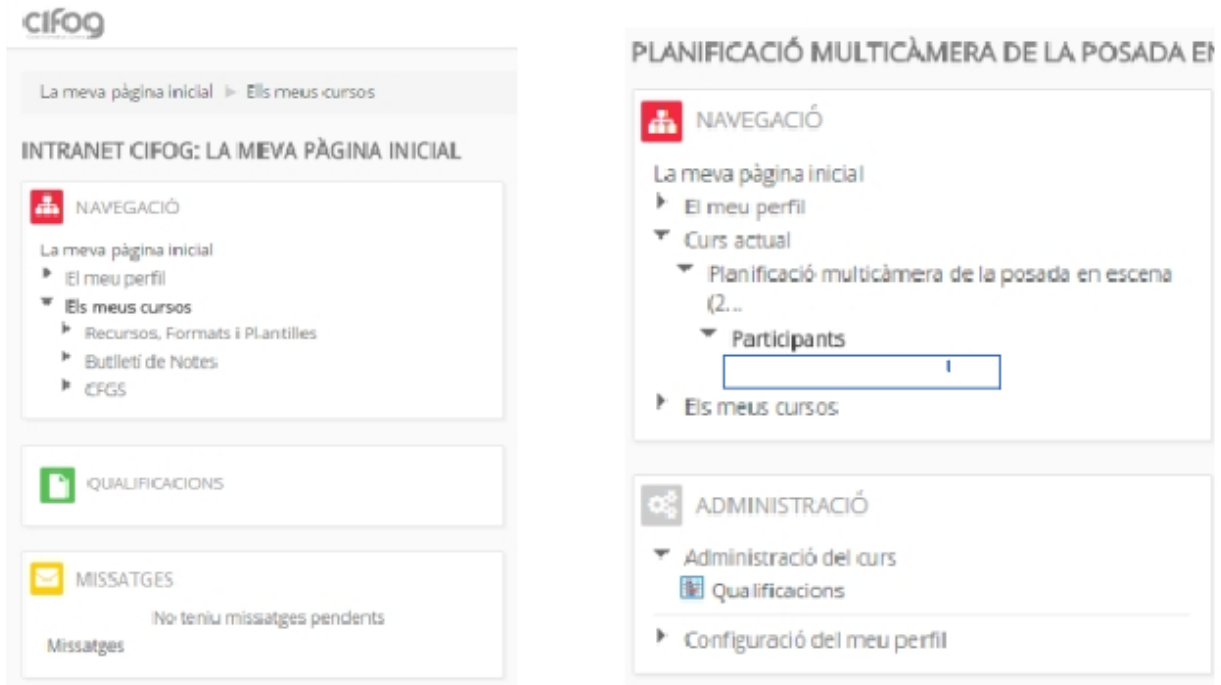 cifog
La meva pàgina inicial Els meus cursos
INTRANET CIFOG: LA MEVA PÀGINA INICIAL
NAVEGACIÓ
La meva pàgina inicial
El meu perfil
Els meus cursos
Recursos, Formats i Plantilles
Butlletí de Notes
CFGS
QUALIFICACIONS
MISSATGES
No teniu missatges pendents
Missatges
PLANIFICACIÓ MULTICÀMERA DE LA POSADA EN
NAVEGACIÓ
La meva pàgina inicial
El meu perfil
Curs actual
Planificació multicàmera de la posada en escena
(2...
Participants
Els meus cursos
ADMINISTRACIÓ
Administració del curs
Qualificacions
Configuració del meu perfil